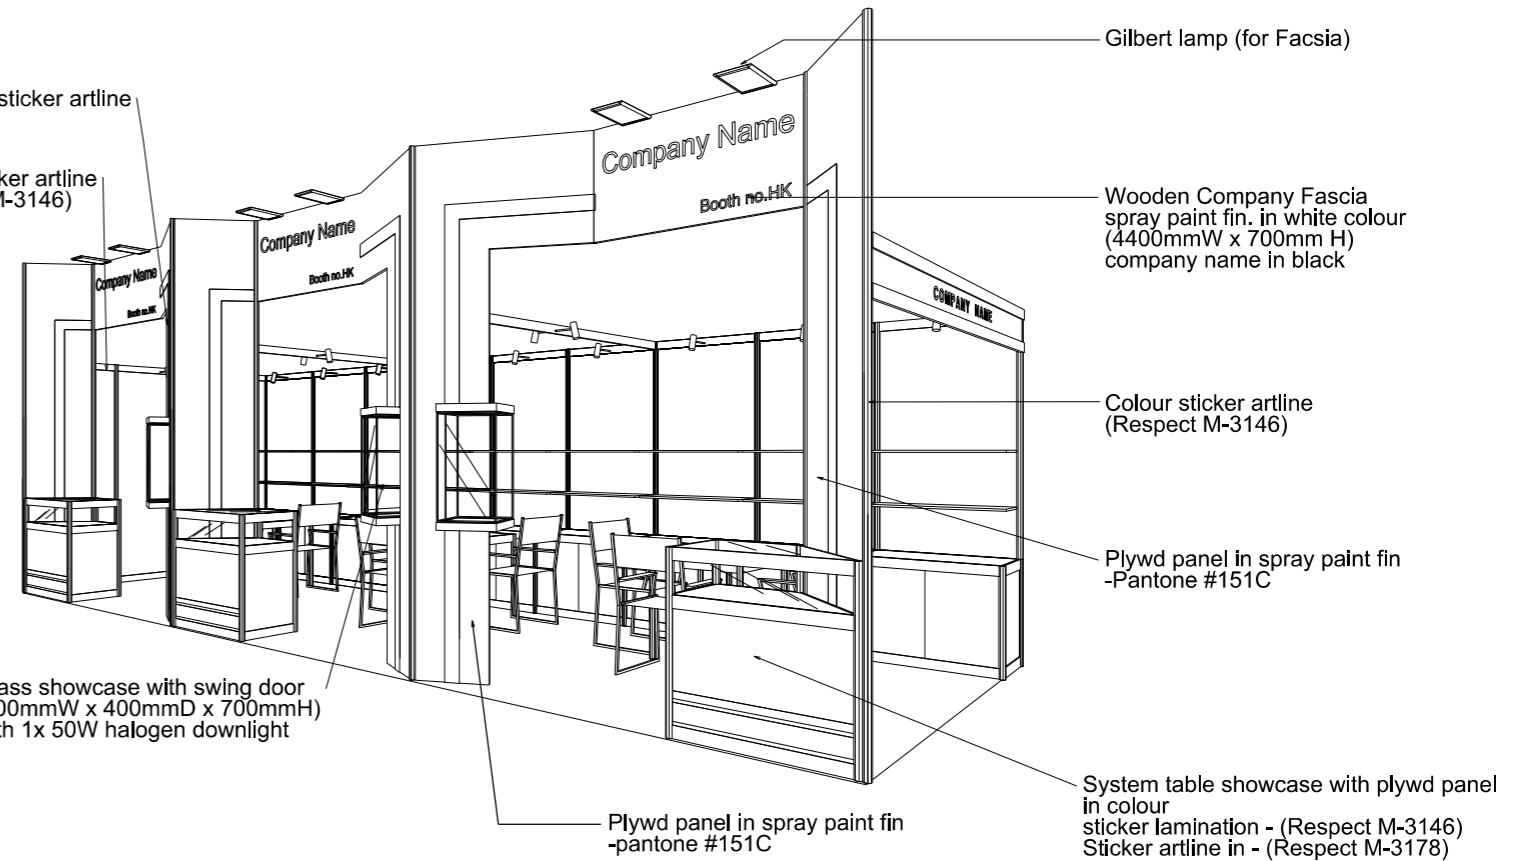 Gilbert lamp (for Facsia)
sticker artline
ker artline
M-3146)
Company Name
Booth no.HK
Company Name
Booth no.HK
Company Name
Booth no.HK
COMPANY NAME
Wooden Company Fascia
spray paint fin. in white colour
(4400mmW x 700mm H)
company name in black
Colour sticker artline
(Respect M-3146)
Plywd panel in spray paint fin
-Pantone #151C
ass showcase with swing door
00mmW x 400mmD x 700mmH)
th 1x 50W halogen downlight
Plywd panel in spray paint fin
-pantone #151C
System table showcase with plywd panel
in colour
sticker lamination - (Respect M-3146)
Sticker artline in - (Respect M-3178)